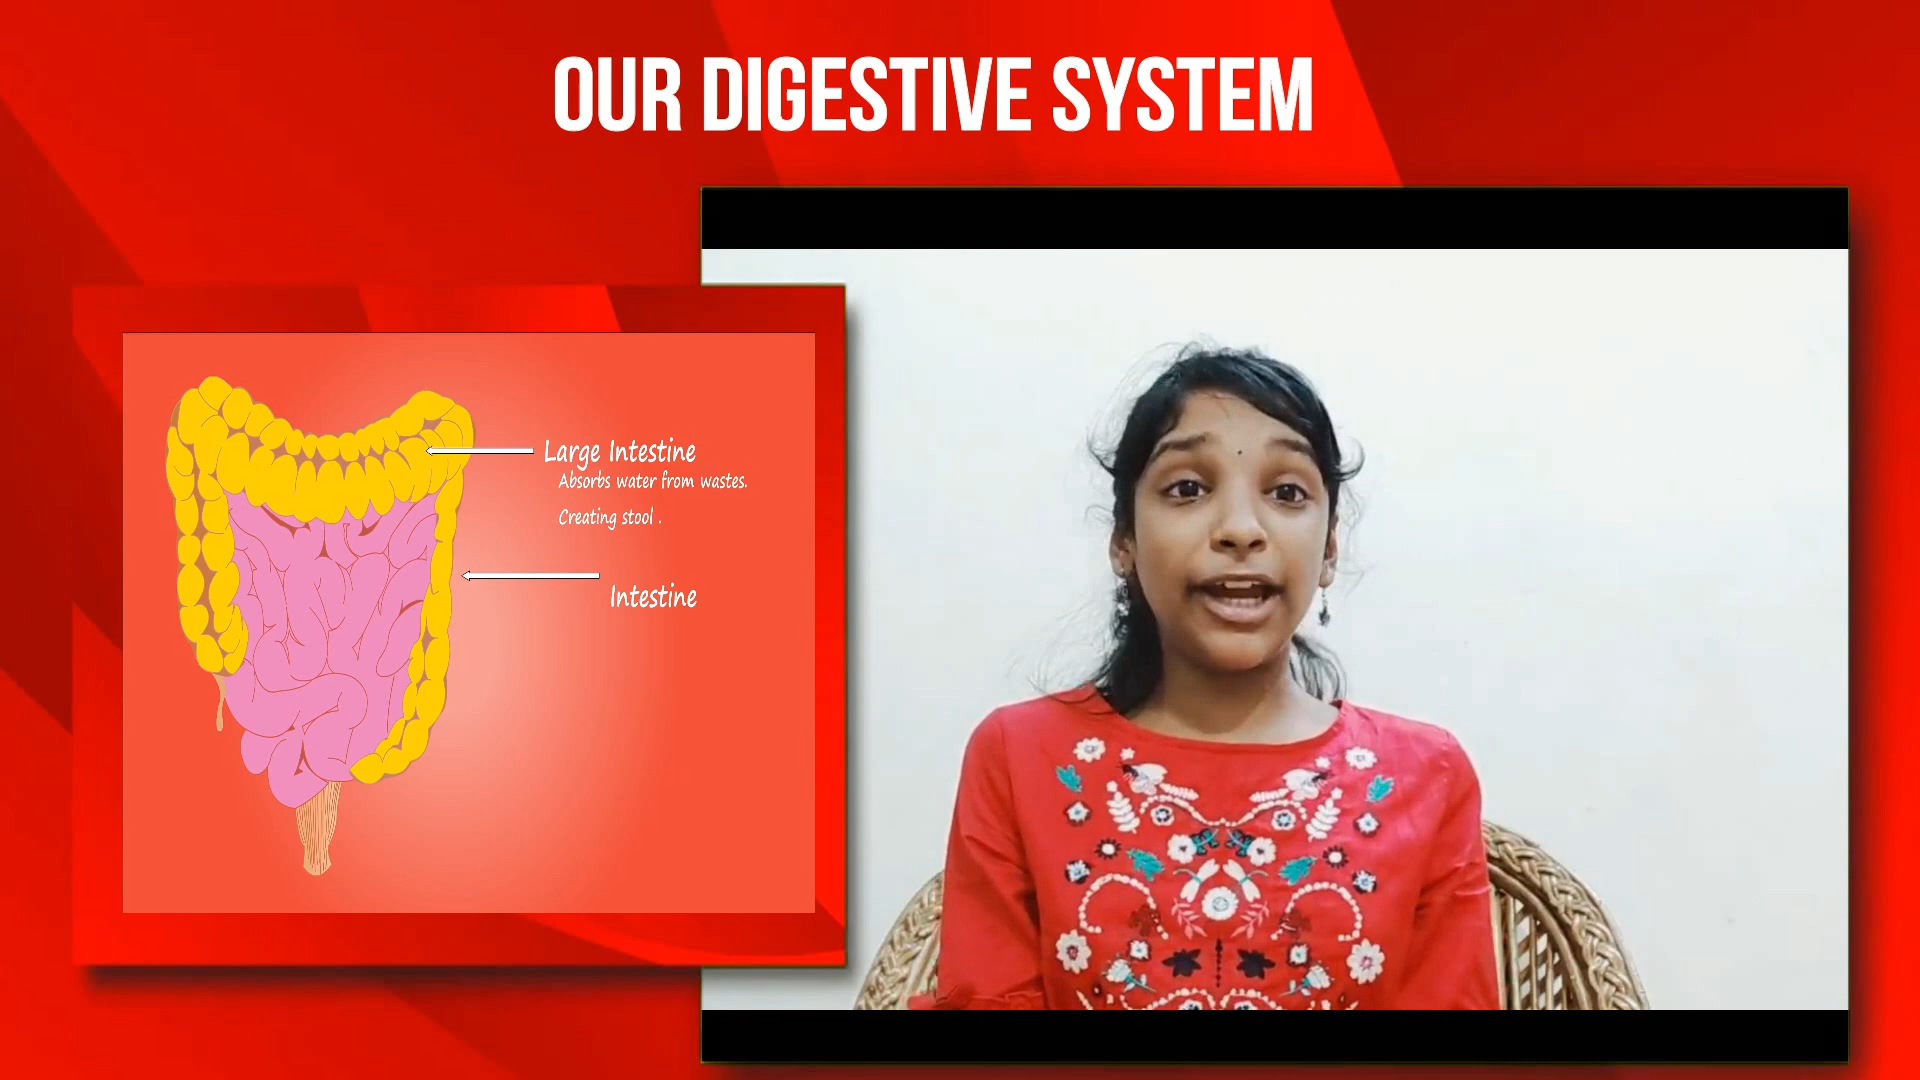 OUR DIGESTIVE SYSTEM
Large Intestine
Absorbs water from wastes.
Creating stool .
Intestine